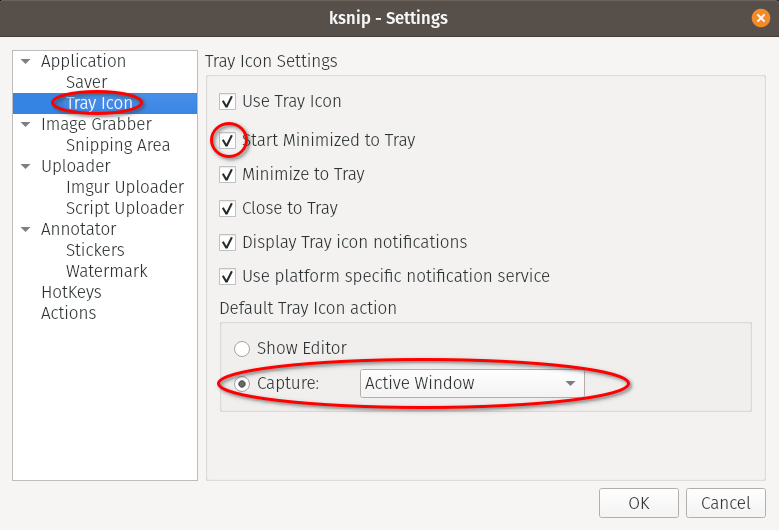 ksnip - Settings
Application
Saver
Tray Icon
Image Grabber
Snipping Area
Uploader
Imgur Uploader
Script Uploader
Annotator
Stickers
Watermark
HotKeys
Actions
Tray Icon Settings
Use Tray Icon
Start Minimized to Tray
Minimize to Tray
Close to Tray
Display Tray icon notifications
Use platform specific notification service
Default Tray Icon action
Show Editor
Capture: Active Window
OK Cancel